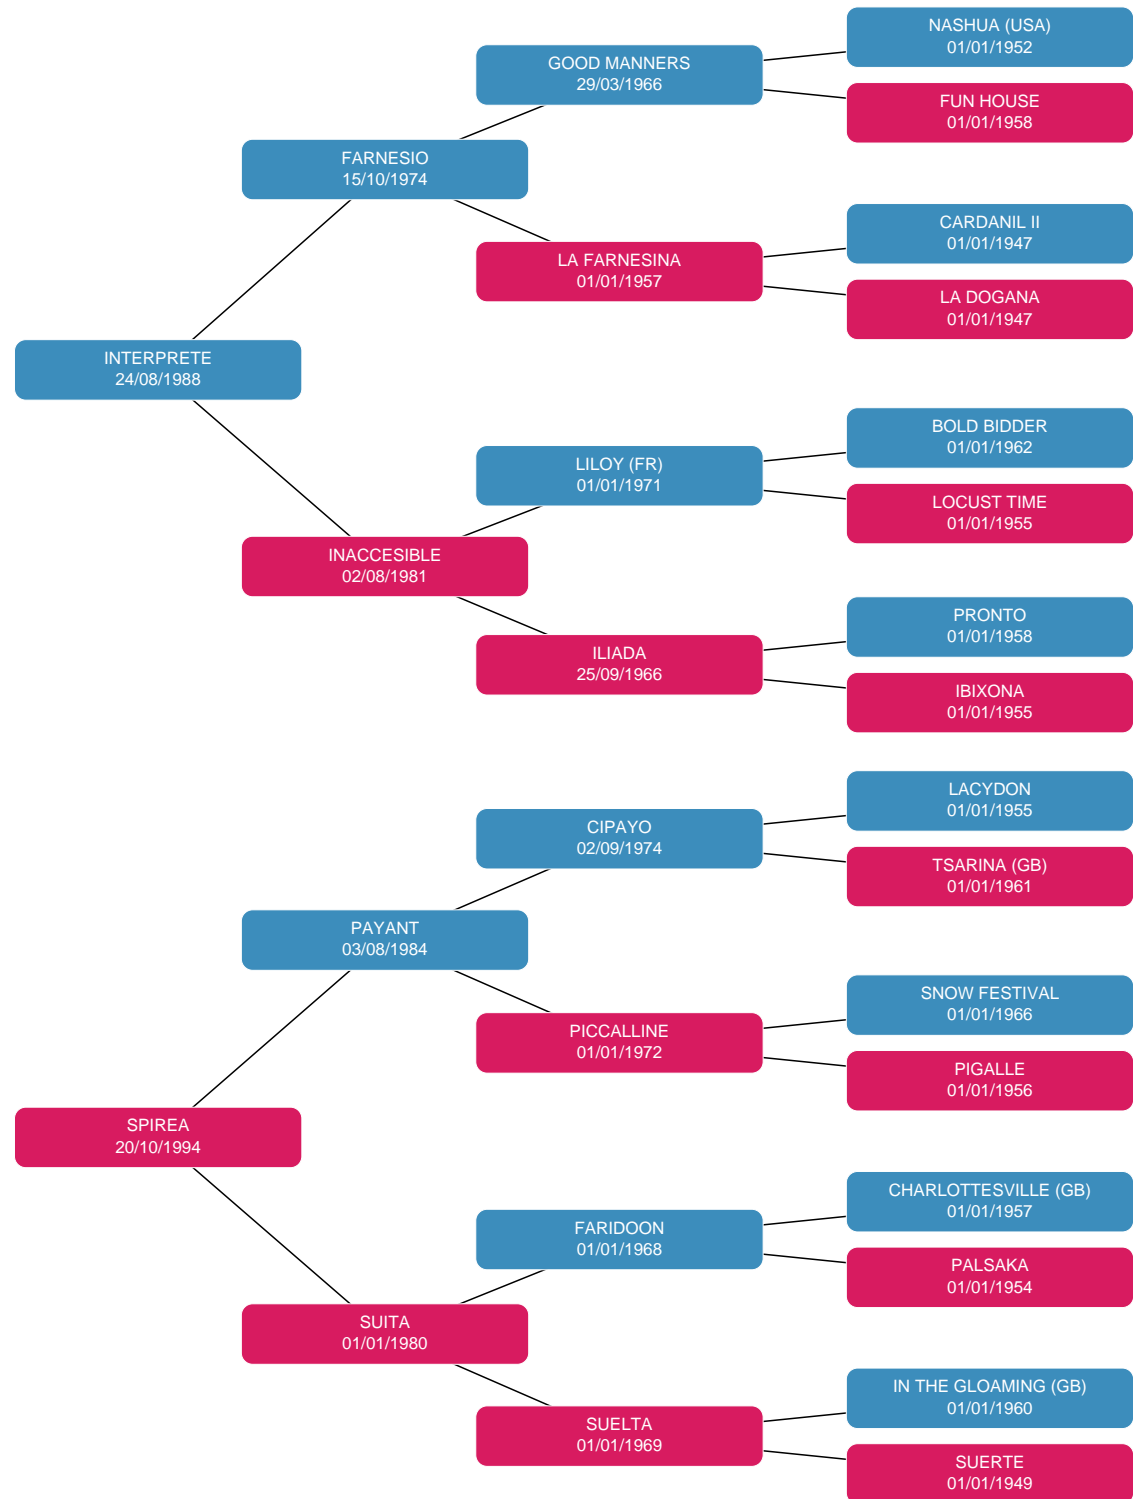 NASHUA (USA)
01/01/1952
GOOD MANNERS
29/03/1966
FUN HOUSE
01/01/1958
FARNESIO
15/10/1974
CARDANIL II
01/01/1947
LA FARNESINA
01/01/1957
LA DOGANA
01/01/1947
INTERPRETE
24/08/1988
BOLD BIDDER
01/01/1962
LILOY (FR)
01/01/1971
LOCUST TIME
01/01/1955
INACCESIBLE
02/08/1981
PRONTO
01/01/1958
ILIADA
25/09/1966
IBIXONA
01/01/1955
LACYDON
01/01/1955
CIPAYO
02/09/1974
TSARINA (GB)
01/01/1961
PAYANT
03/08/1984
SNOW FESTIVAL
01/01/1966
PICCALLINE
01/01/1972
PIGALLE
01/01/1956
SPIREA
20/10/1994
CHARLOTTESVILLE (GB)
01/01/1957
FARIDOON
01/01/1968
PALSAKA
01/01/1954
SUITA
01/01/1980
IN THE GLOAMING (GB)
01/01/1960
SUELTA
01/01/1969
SUERTE
01/01/1949